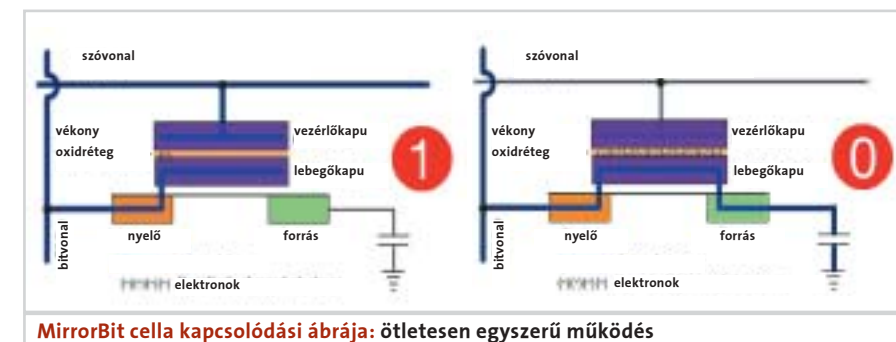 szóvonal
vékony
oxidréteg
vezérlőkapu
lebegőkapu
1
nyelő
forrás
bitvonal
elektronok
szóvonal
vékony
oxidréteg
vezérlőkapu
lebegőkapu
0
nyelő
forrás
bitvonal
elektronok
MirrorBit cella kapcsolódási ábrája: ötletesen egyszerű működés